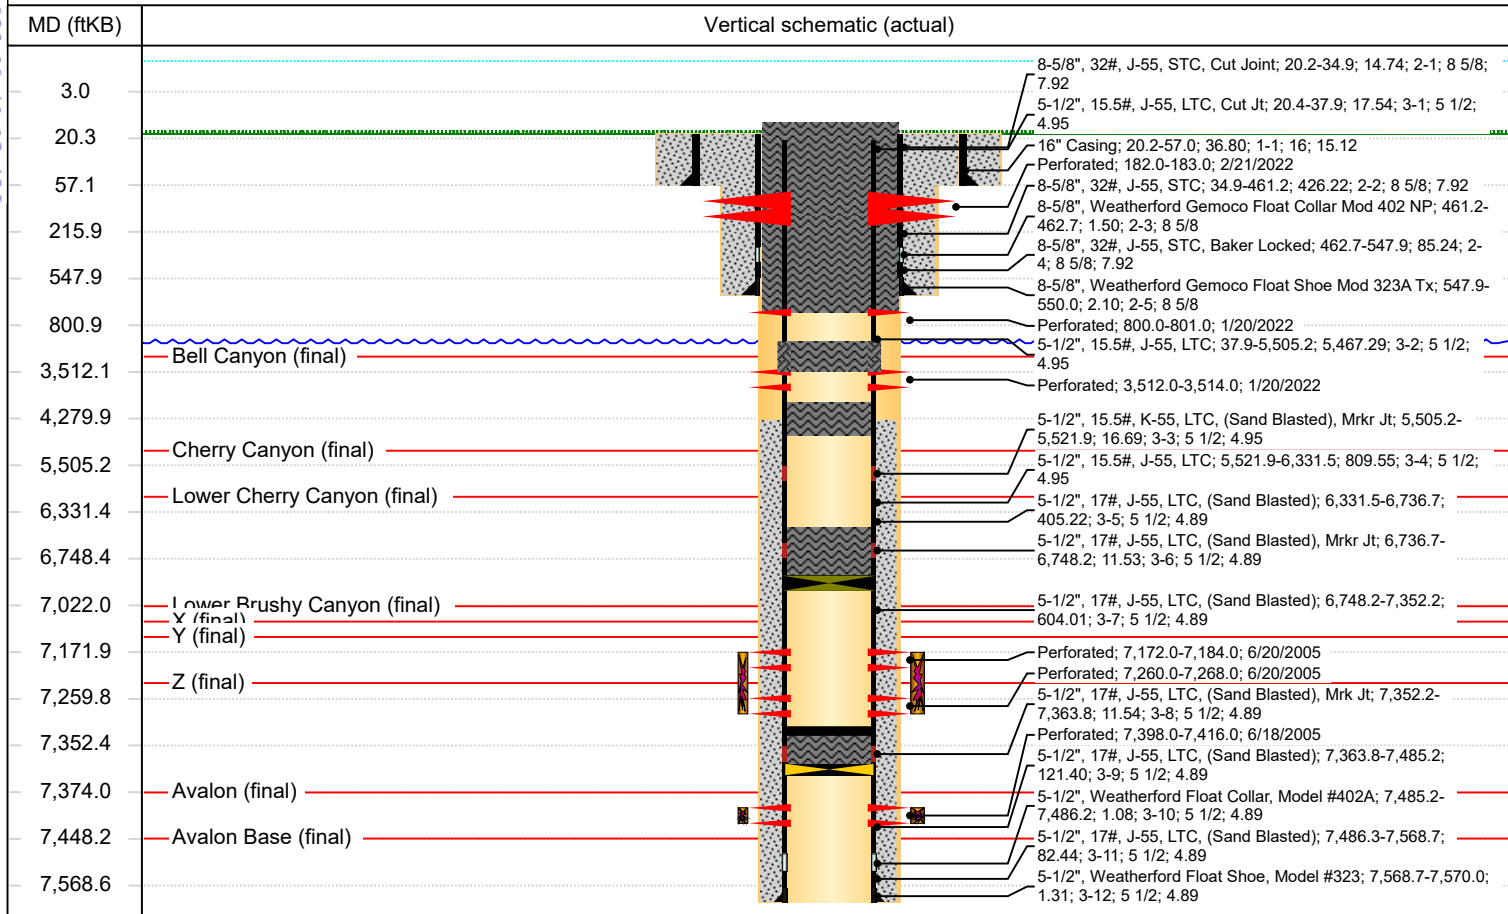 MD (ftKB)
Vertical schematic (actual)
3.0
20.3
57.1
215.9
547.9
800.9
3,512.1
4,279.9
5,505.2
6,331.4
6,748.4
7,022.0
7,171.9
7,259.8
7,352.4
7,374.0
7,448.2
7,568.6
Bell Canyon (final)
Cherry Canyon (final)
Lower Cherry Canyon (final)
Lower Brushy Canyon (final)
X (final)
Y (final)
Z (final)
Avalon (final)
Avalon Base (final)
8-5/8", 32#, J-55, STC, Cut Joint; 20.2-34.9; 14.74; 2-1; 8 5/8;
7.92
5-1/2", 15.5#, J-55, LTC, Cut Jt; 20.4-37.9; 17.54; 3-1; 5 1/2;
4.95
16" Casing; 20.2-57.0; 36.80; 1-1; 16; 15.12
Perforated; 182.0-183.0; 2/21/2022
8-5/8", 32#, J-55, STC; 34.9-461.2; 426.22; 2-2; 8 5/8; 7.92
8-5/8", Weatherford Gemoco Float Collar Mod 402 NP; 461.2-
462.7; 1.50; 2-3; 8 5/8
8-5/8", 32#, J-55, STC, Baker Locked; 462.7-547.9; 85.24; 2-
4; 8 5/8; 7.92
8-5/8", Weatherford Gemoco Float Shoe Mod 323A Tx; 547.9-
550.0; 2.10; 2-5; 8 5/8
Perforated; 800.0-801.0; 1/20/2022
5-1/2", 15.5#, J-55, LTC; 37.9-5,505.2; 5,467.29; 3-2; 5 1/2;
4.95
Perforated; 3,512.0-3,514.0; 1/20/2022
5-1/2", 15.5#, K-55, LTC, (Sand Blasted), Mrkr Jt; 5,505.2-
5,521.9; 16.69; 3-3; 5 1/2; 4.95
5-1/2", 15.5#, J-55, LTC; 5,521.9-6,331.5; 809.55; 3-4; 5 1/2;
4.95
5-1/2", 17#, J-55, LTC, (Sand Blasted); 6,331.5-6,736.7;
405.22; 3-5; 5 1/2; 4.89
5-1/2", 17#, J-55, LTC, (Sand Blasted), Mrkr Jt; 6,736.7-
6,748.2; 11.53; 3-6; 5 1/2; 4.89
5-1/2", 17#, J-55, LTC, (Sand Blasted); 6,748.2-7,352.2;
604.01; 3-7; 5 1/2; 4.89
Perforated; 7,172.0-7,184.0; 6/20/2005
Perforated; 7,260.0-7,268.0; 6/20/2005
5-1/2", 17#, J-55, LTC, (Sand Blasted), Mrk Jt; 7,352.2-
7,363.8; 11.54; 3-8; 5 1/2; 4.89
Perforated; 7,398.0-7,416.0; 6/18/2005
5-1/2", 17#, J-55, LTC, (Sand Blasted); 7,363.8-7,485.2;
121.40; 3-9; 5 1/2; 4.89
5-1/2", Weatherford Float Collar, Model #402A; 7,485.2-
7,486.2; 1.08; 3-10; 5 1/2; 4.89
5-1/2", 17#, J-55, LTC, (Sand Blasted); 7,486.3-7,568.7;
82.44; 3-11; 5 1/2; 4.89
5-1/2", Weatherford Float Shoe, Model #323; 7,568.7-7,570.0;
1.31; 3-12; 5 1/2; 4.89